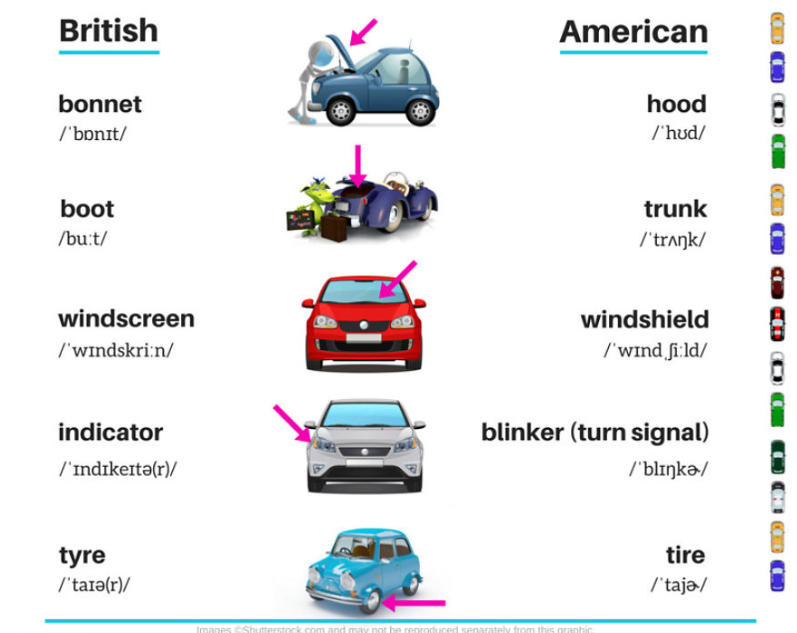 British
American
bonnet
hood
/ˈbɒnɪt/
/ˈhʊd/
boot
trunk
/buːt/
/ˈtrʌŋk/
windscreen
windshield
/ˈwɪndskriːn/
/ˈwɪndˌʃiːld/
indicator
blinker (turn signal)
/ˈɪndɪkeɪtə(r)/
/ˈblɪŋkɚ/
tyre
tire
/ˈtaɪə(r)/
/ˈtajɚ/
Images ©Shutterstock.com and may not be reproduced separately from this graphic.